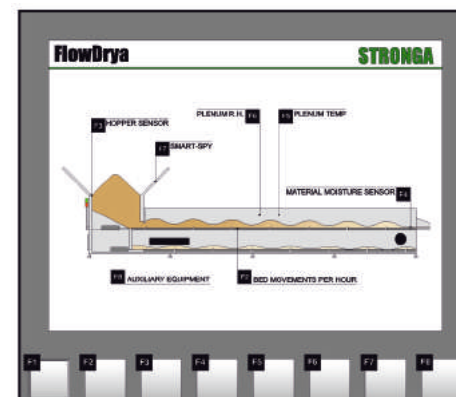 FlowDrya STRONGA
PLENUM R.H. F6 F5 PLENUM TEMP
F3 HOPPER SENSOR
F7 SMART-SPY
MATERIAL MOISTURE SENSOR F4
F8 AUXILIARY EQUIPMENT F2 BED MOVEMENTS PER HOUR
F1 F2 F3 F4 F5 F6 F7 F8